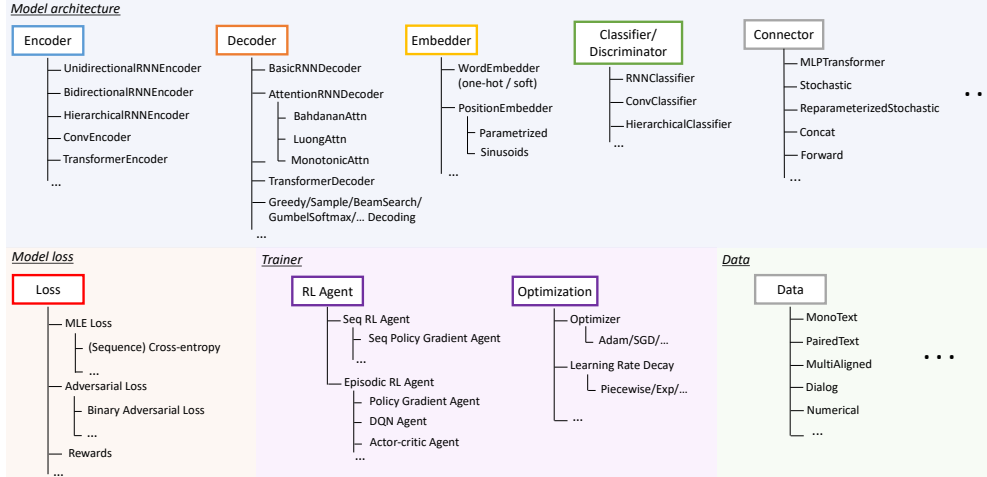 Model architecture
Encoder
UnidirectionalRNNEncoder
BidirectionalRNNEncoder
HierarchicalRNNEncoder
ConvEncoder
TransformerEncoder
...
Decoder
BasicRNNDecoder
AttentionRNNDecoder
BahdananAttn
LuongAttn
MonotonicAttn
TransformerDecoder
Greedy/Sample/BeamSearch/
GumbelSoftmax/... Decoding
...
Embedder
WordEmbedder
(one-hot / soft)
PositionEmbedder
Parametrized
Sinusoids
...
Classifier/
Discriminator
RNNClassifier
ConvClassifier
HierarchicalClassifier
...
Connector
MLPTransformer
Stochastic
ReparameterizedStochastic
Concat
Forward
...
Model loss
Loss
MLE Loss
(Sequence) Cross-entropy
...
Adversarial Loss
Binary Adversarial Loss
...
Rewards
...
Trainer
RL Agent
Seq RL Agent
Seq Policy Gradient Agent
...
Episodic RL Agent
Policy Gradient Agent
DQN Agent
Actor-critic Agent
...
Optimization
Optimizer
Adam/SGD/...
Learning Rate Decay
Piecewise/Exp/...
...
Data
Data
MonoText
PairedText
MultiAligned
Dialog
Numerical
...
...